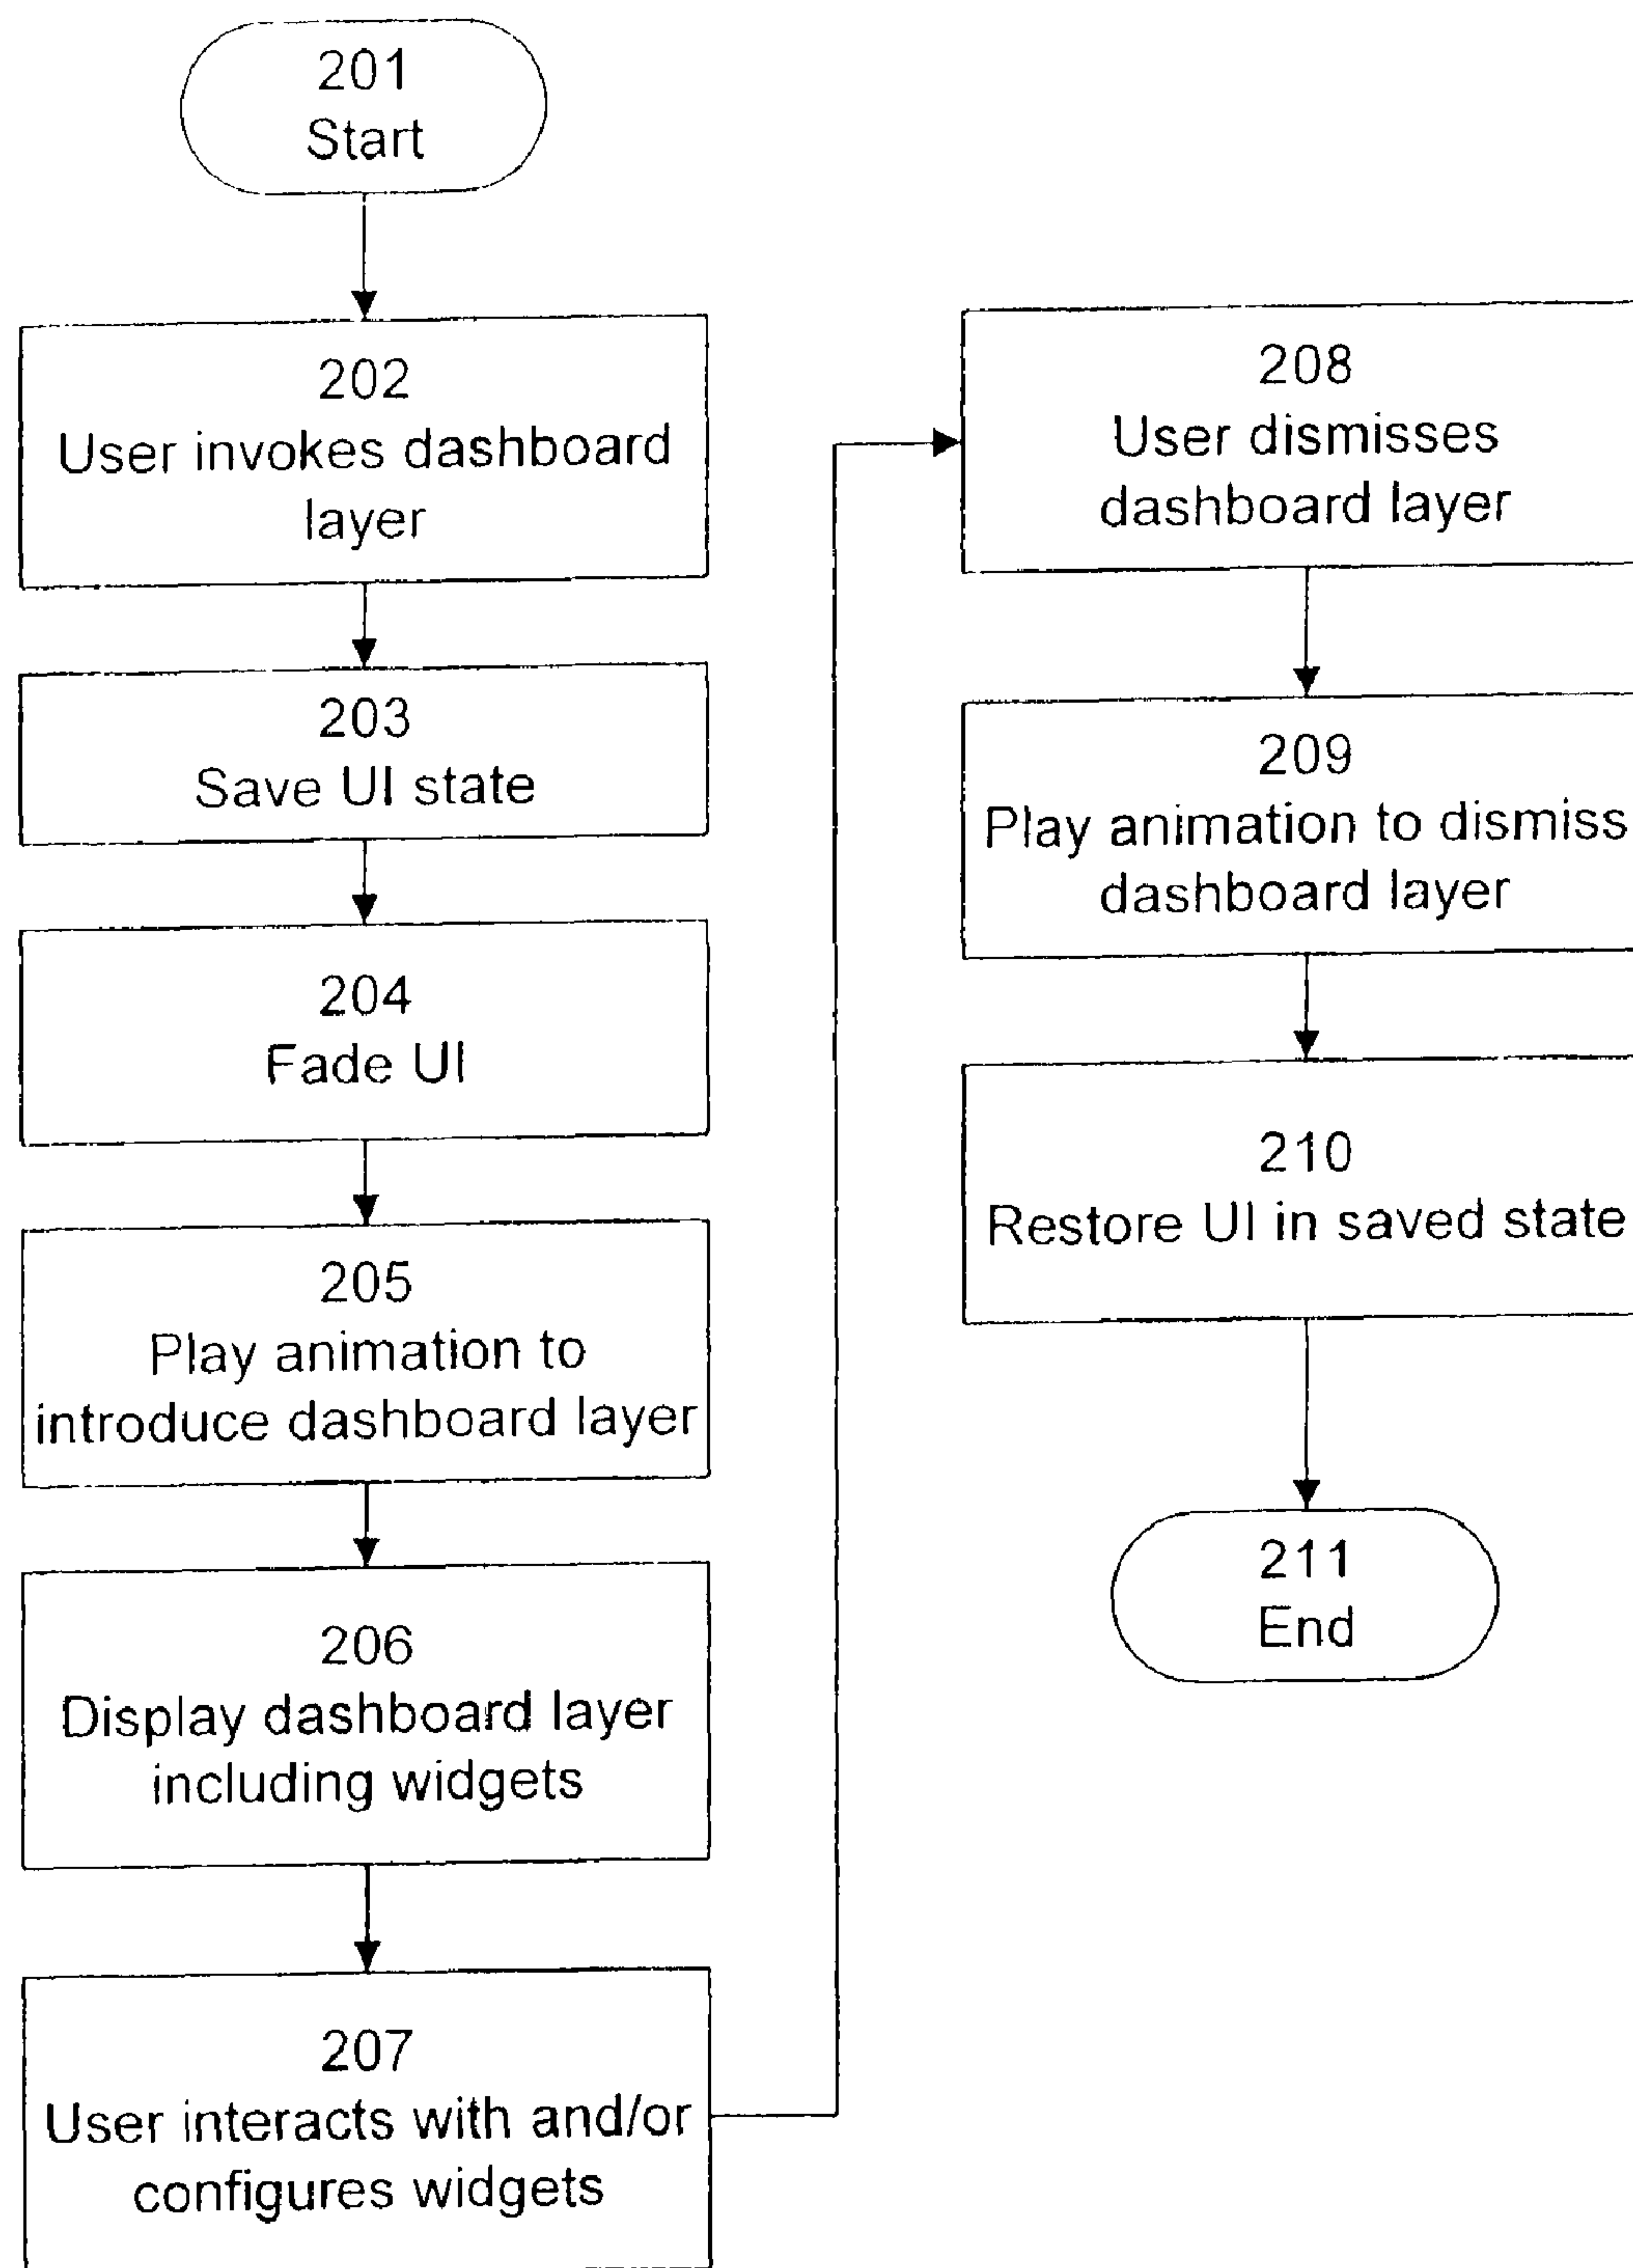 201
Start
202
User invokes dashboard
layer
203
Save UI state
204
Fade UI
205
Play animation to
introduce dashboard layer
206
Display dashboard layer
including widgets
207
User interacts with and/or
configures widgets
208
User dismisses
dashboard layer
209
Play animation to dismiss
dashboard layer
210
Restore UI in saved state
211
End